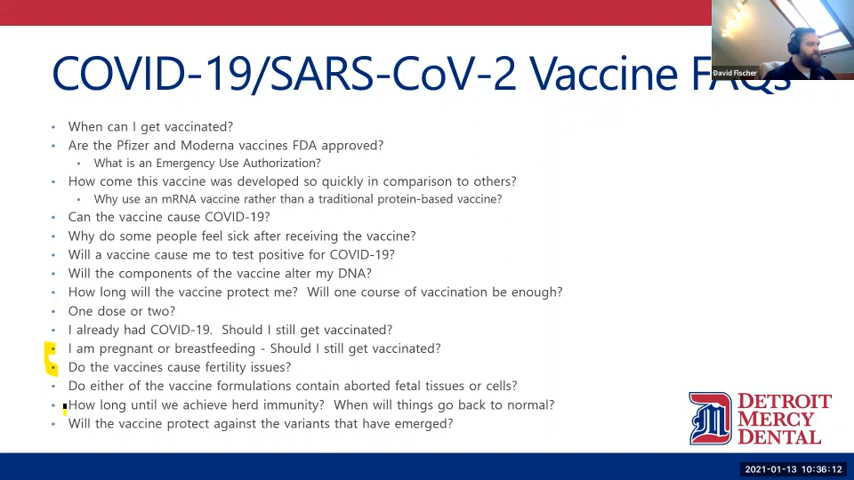 COVID-19/SARS-CoV-2 Vaccine FAQs
David Fischer
When can I get vaccinated?
Are the Pfizer and Moderna vaccines FDA approved?
What is an Emergency Use Authorization?
How come this vaccine was developed so quickly in comparison to others?
Why use an mRNA vaccine rather than a traditional protein-based vaccine?
Can the vaccine cause COVID-19?
Why do some people feel sick after receiving the vaccine?
Will a vaccine cause me to test positive for COVID-19?
Will the components of the vaccine alter my DNA?
How long will the vaccine protect me? Will one course of vaccination be enough?
One dose or two?
I already had COVID-19. Should I still get vaccinated?
I am pregnant or breastfeeding - Should I still get vaccinated?
Do the vaccines cause fertility issues?
Do either of the vaccine formulations contain aborted fetal tissues or cells?
How long until we achieve herd immunity? When will things go back to normal?
Will the vaccine protect against the variants that have emerged?
DETROIT
MERCY
DENTAL
2021-01-13 10:36:12